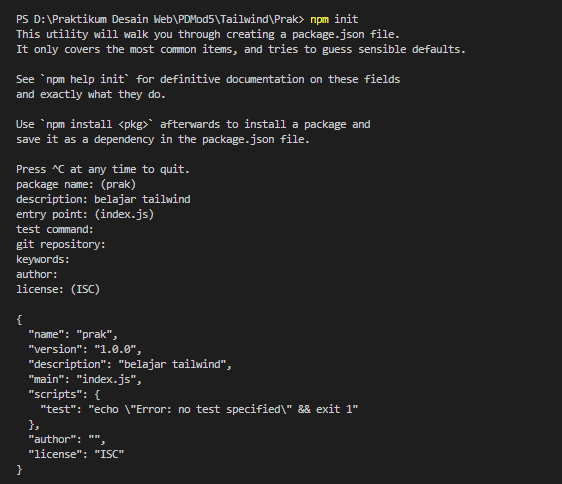 PS D:\Praktikum Desain Web\PDMod5\Tailwind\Prak> npm init
This utility will walk you through creating a package.json file.
It only covers the most common items, and tries to guess sensible defaults.
See `npm help init` for definitive documentation on these fields
and exactly what they do.
Use `npm install <pkg>` afterwards to install a package and
save it as a dependency in the package.json file.
Press ^C at any time to quit.
package name: (prak)
description: belajar tailwind
entry point: (index.js)
test command:
git repository:
keywords:
author:
license: (ISC)
{
  "name": "prak",
  "version": "1.0.0",
  "description": "belajar tailwind",
  "main": "index.js",
  "scripts": {
    "test": "echo \"Error: no test specified\" && exit 1"
  },
  "author": "",
  "license": "ISC"
}